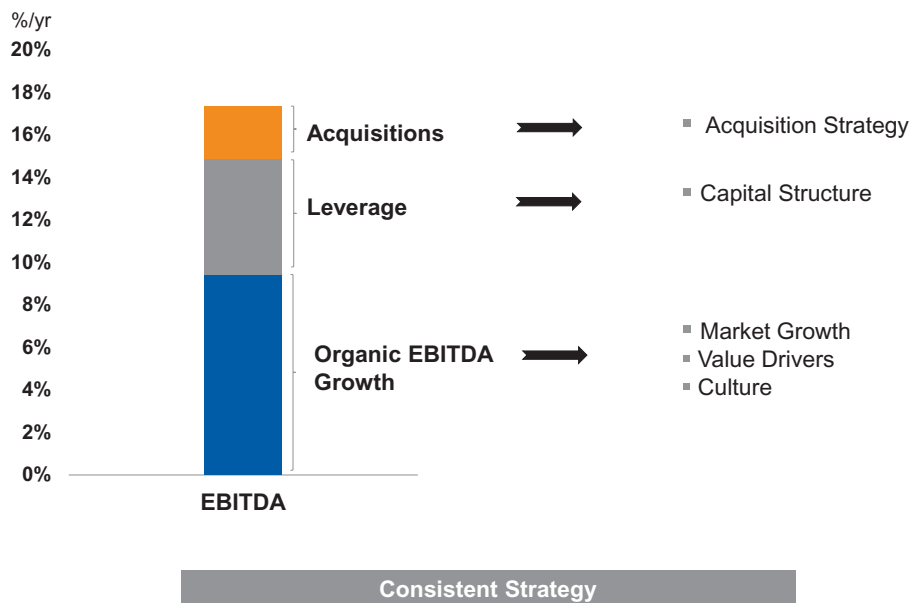 %/yr
20%
18%
16%
14%
12%
10%
8%
6%
4%
2%
0%
Acquisitions
Leverage
Organic EBITDA
Growth
EBITDA
▪ Acquisition Strategy
▪ Capital Structure
▪ Market Growth
▪ Value Drivers
▪ Culture
Consistent Strategy